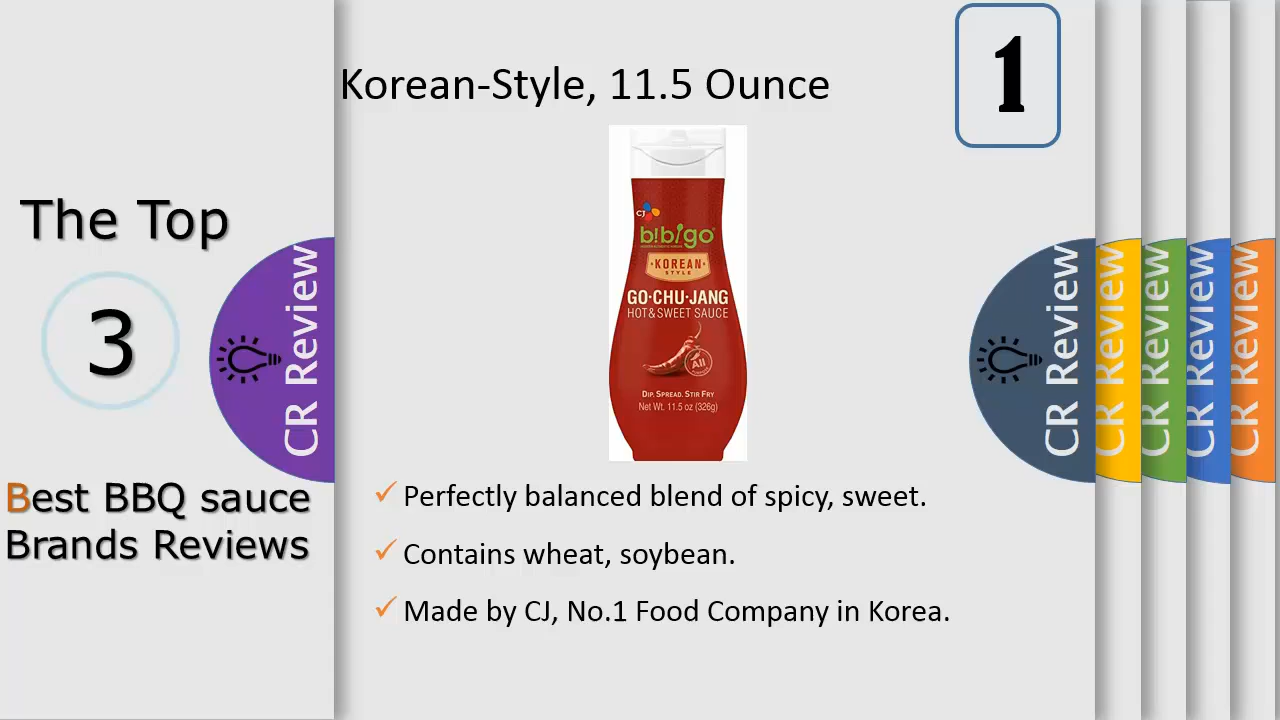 The Top
3
Best BBQ sauce
Brands Reviews
CR Review
Korean-Style, 11.5 Ounce
1
CJ
b!b!go
KOREAN
STYLE
GO·CHU·JANG
HOT&SWEET SAUCE
All
DIP. SPREAD. STIR FRY
Net Wt. 11.5 oz (326g)
Perfectly balanced blend of spicy, sweet.
Contains wheat, soybean.
Made by CJ, No.1 Food Company in Korea.
CR Review
CR Review
CR Review
CR Review
CR Review